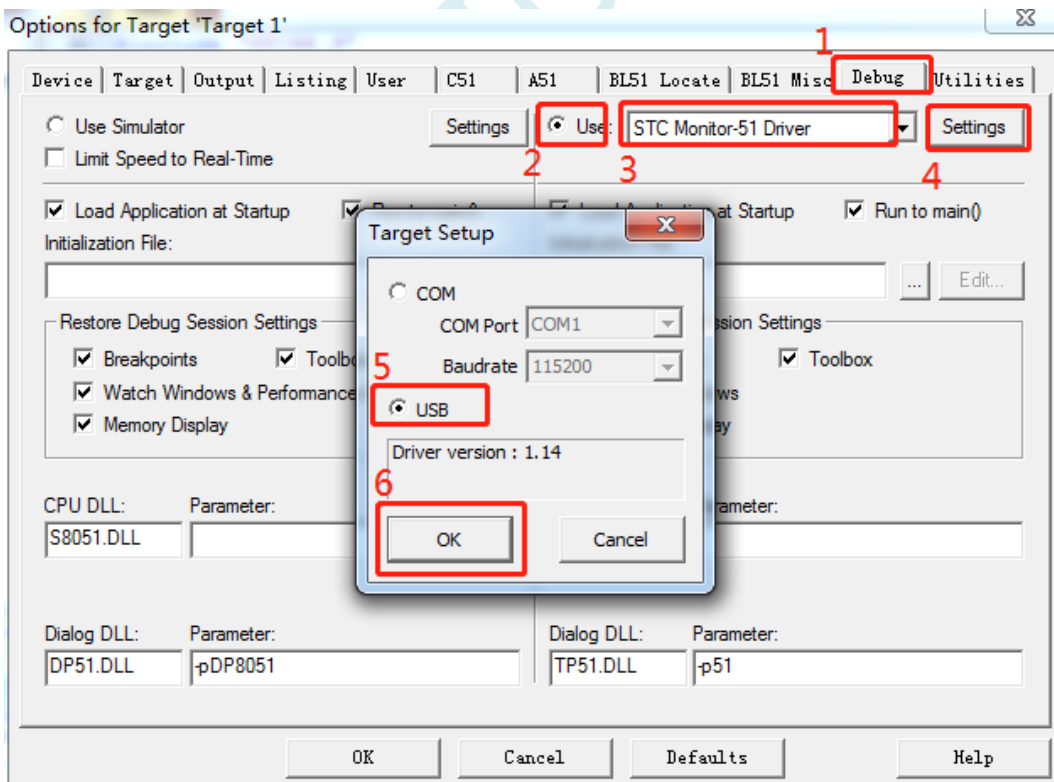 Options for Target 'Target 1'
1
Device Target Output Listing User C51 A51 BL51 Locate BL51 Misc Debug Utilities
Use Simulator Settings Use: STC Monitor-51 Driver Settings
Limit Speed to Real-Time
2 3 4
Load Application at Startup at Startup Run to main()
Target Setup
Initialization File:
COM
... Edit...
COM Port COM1
Restore Debug Session Settings Settings
Breakpoints Toolbox
5
Baudrate 115200
Watch Windows & Performance
USB
Memory Display
Driver version : 1.14
6
CPU DLL: Parameter:
S8051.DLL
OK Cancel
Dialog DLL: Parameter: Dialog DLL: Parameter:
DP51.DLL -pDP8051 TP51.DLL -p51
OK Cancel Defaults Help